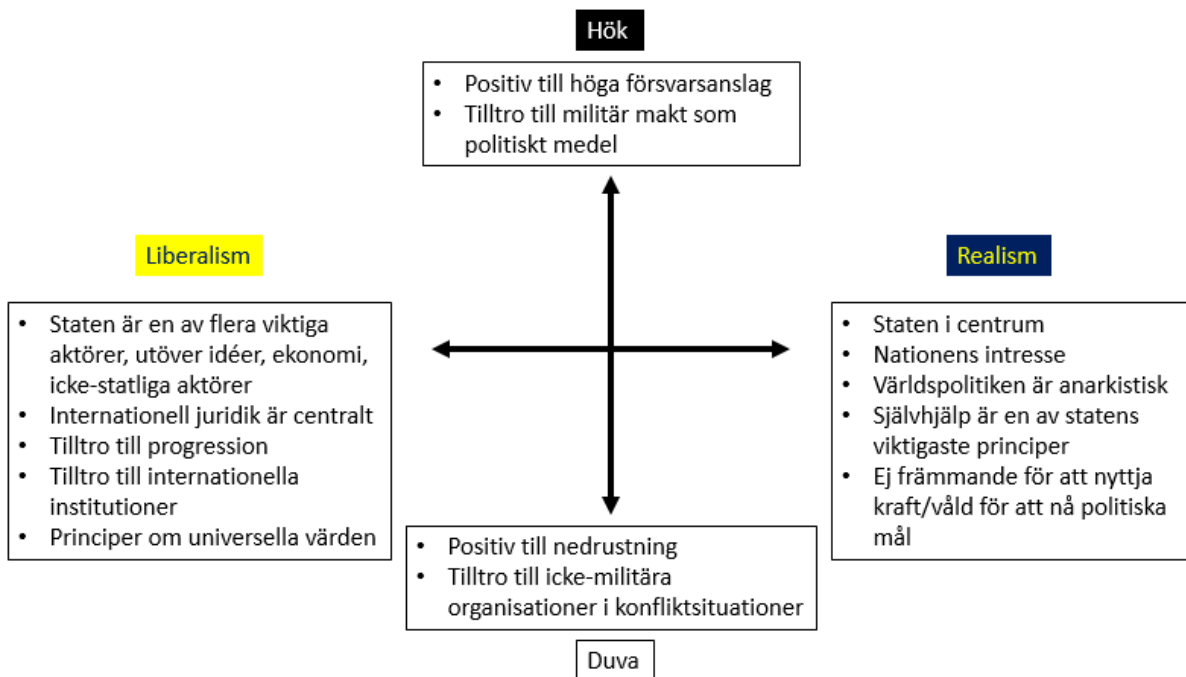 Hök
• Positiv till höga försvarsanslag
• Tilltro till militär makt som
politiskt medel
Liberalism
• Staten är en av flera viktiga
aktörer, utöver idéer, ekonomi,
icke-statliga aktörer
• Internationell juridik är centralt
• Tilltro till progression
• Tilltro till internationella
institutioner
• Principer om universella värden
Realism
• Staten i centrum
• Nationens intresse
• Världspolitiken är anarkistisk
• Självhjälp är en av statens
viktigaste principer
• Ej främmande för att nyttja
kraft/våld för att nå politiska
mål
• Positiv till nedrustning
• Tilltro till icke-militära
organisationer i konfliktsituationer
Duva